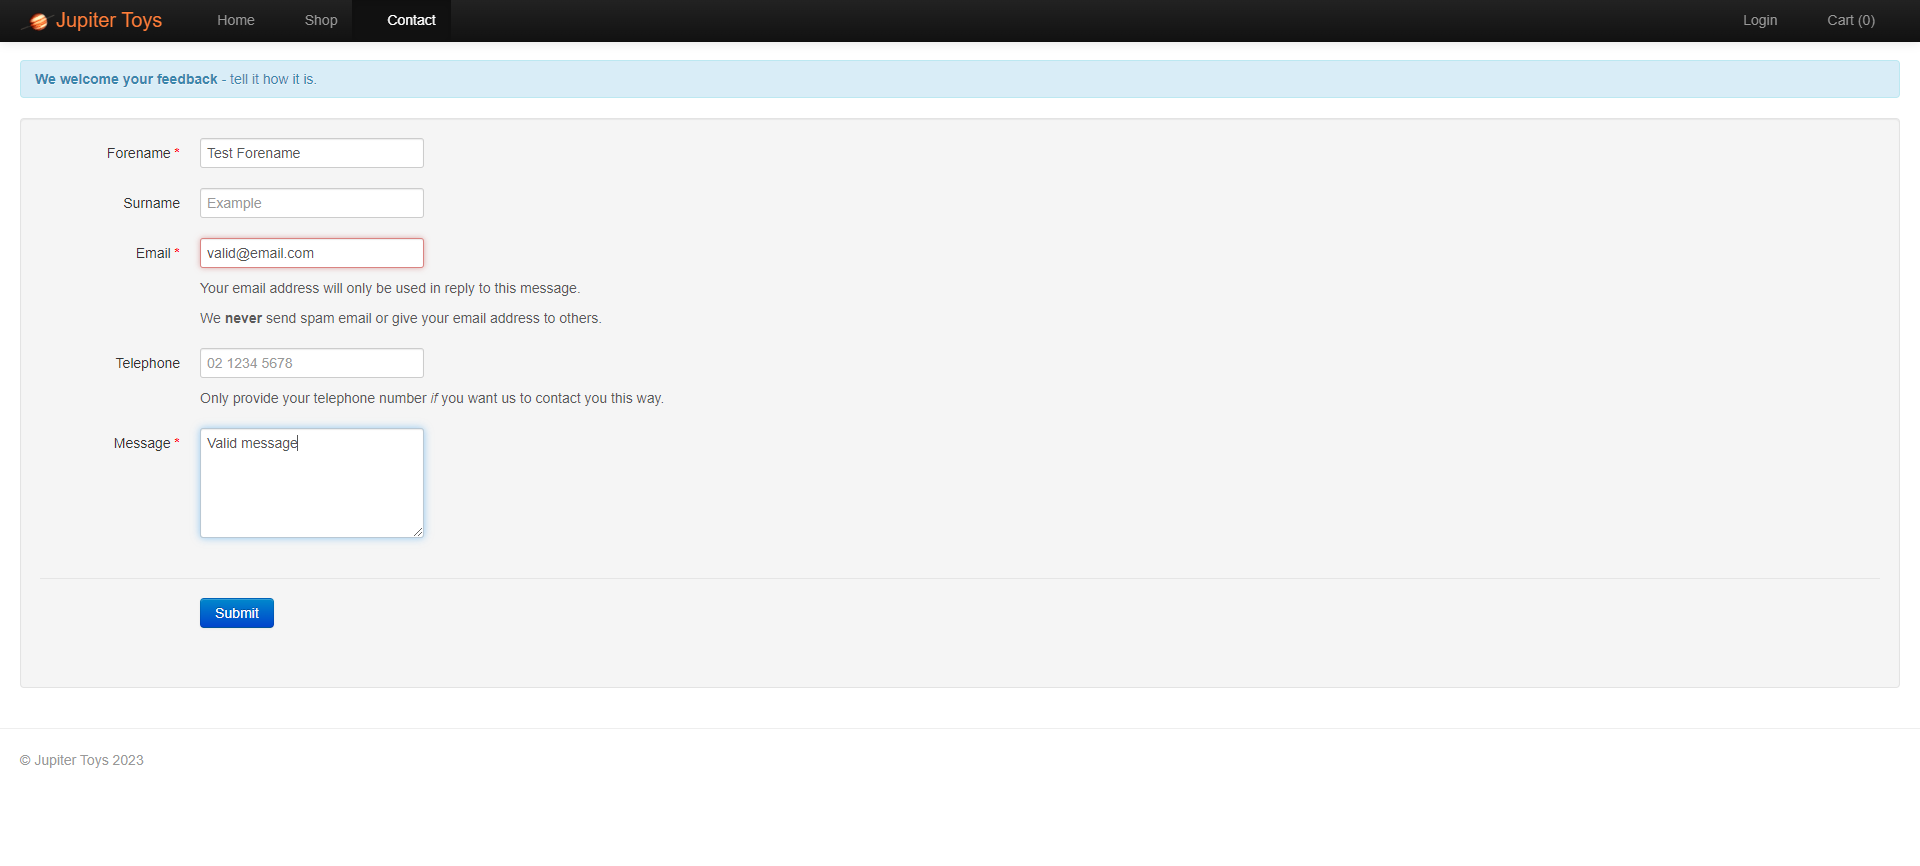 Jupiter Toys Home Shop Contact Login Cart (0)
We welcome your feedback - tell it how it is.
Forename * Test Forename
Surname Example
Email * valid@email.com
Your email address will only be used in reply to this message.
We never send spam email or give your email address to others.
Telephone 02 1234 5678
Only provide your telephone number if you want us to contact you this way.
Message * Valid message
Submit
© Jupiter Toys 2023